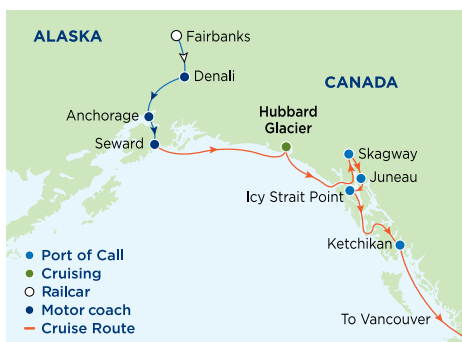 ALASKA
Fairbanks
Denali
CANADA
Anchorage
Hubbard
Glacier
Seward
Skagway
Juneau
Icy Strait Point
Ketchikan
Port of Call
Cruising
Railcar
Motor coach
Cruise Route
To Vancouver